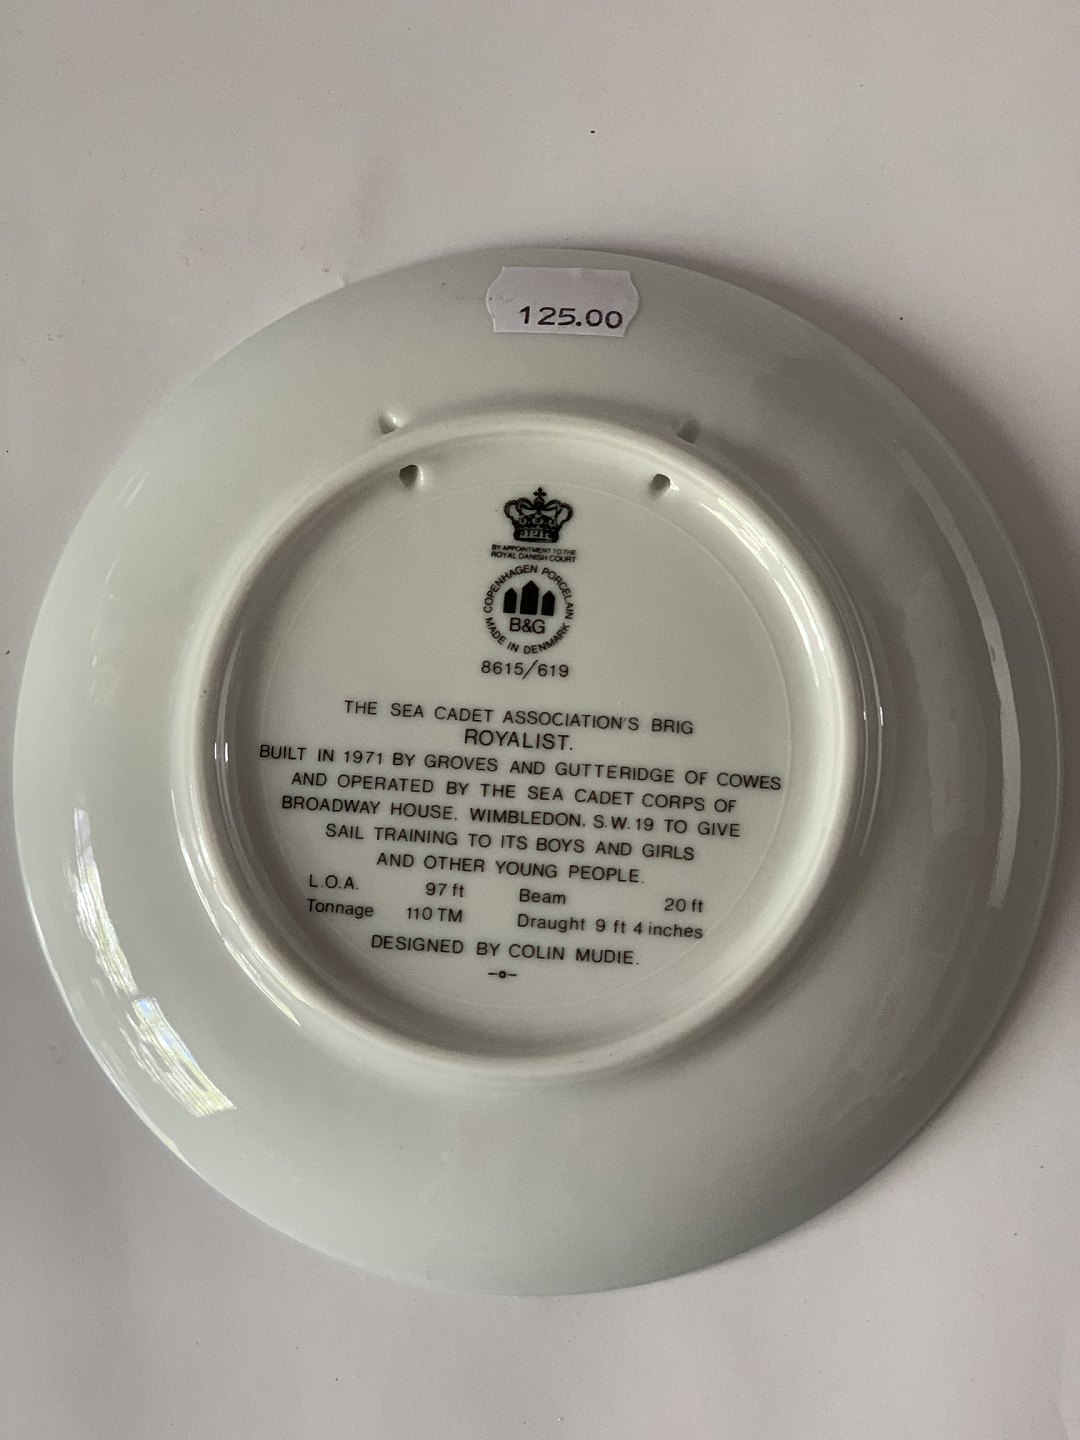 125.00
BY APPOINTMENT TO THE
ROYAL DANISH COURT
COPENHAGEN PORCELAIN
B&G
MADE IN DENMARK
8615/619
THE SEA CADET ASSOCIATION'S BRIG
ROYALIST.
BUILT IN 1971 BY GROVES AND GUTTERIDGE OF COWES
AND OPERATED BY THE SEA CADET CORPS OF
BROADWAY HOUSE, WIMBLEDON, S.W.19 TO GIVE
SAIL TRAINING TO ITS BOYS AND GIRLS
AND OTHER YOUNG PEOPLE.
L.O.A. 97 ft Beam 20 ft
Tonnage 110 TM Draught 9 ft 4 inches
DESIGNED BY COLIN MUDIE.